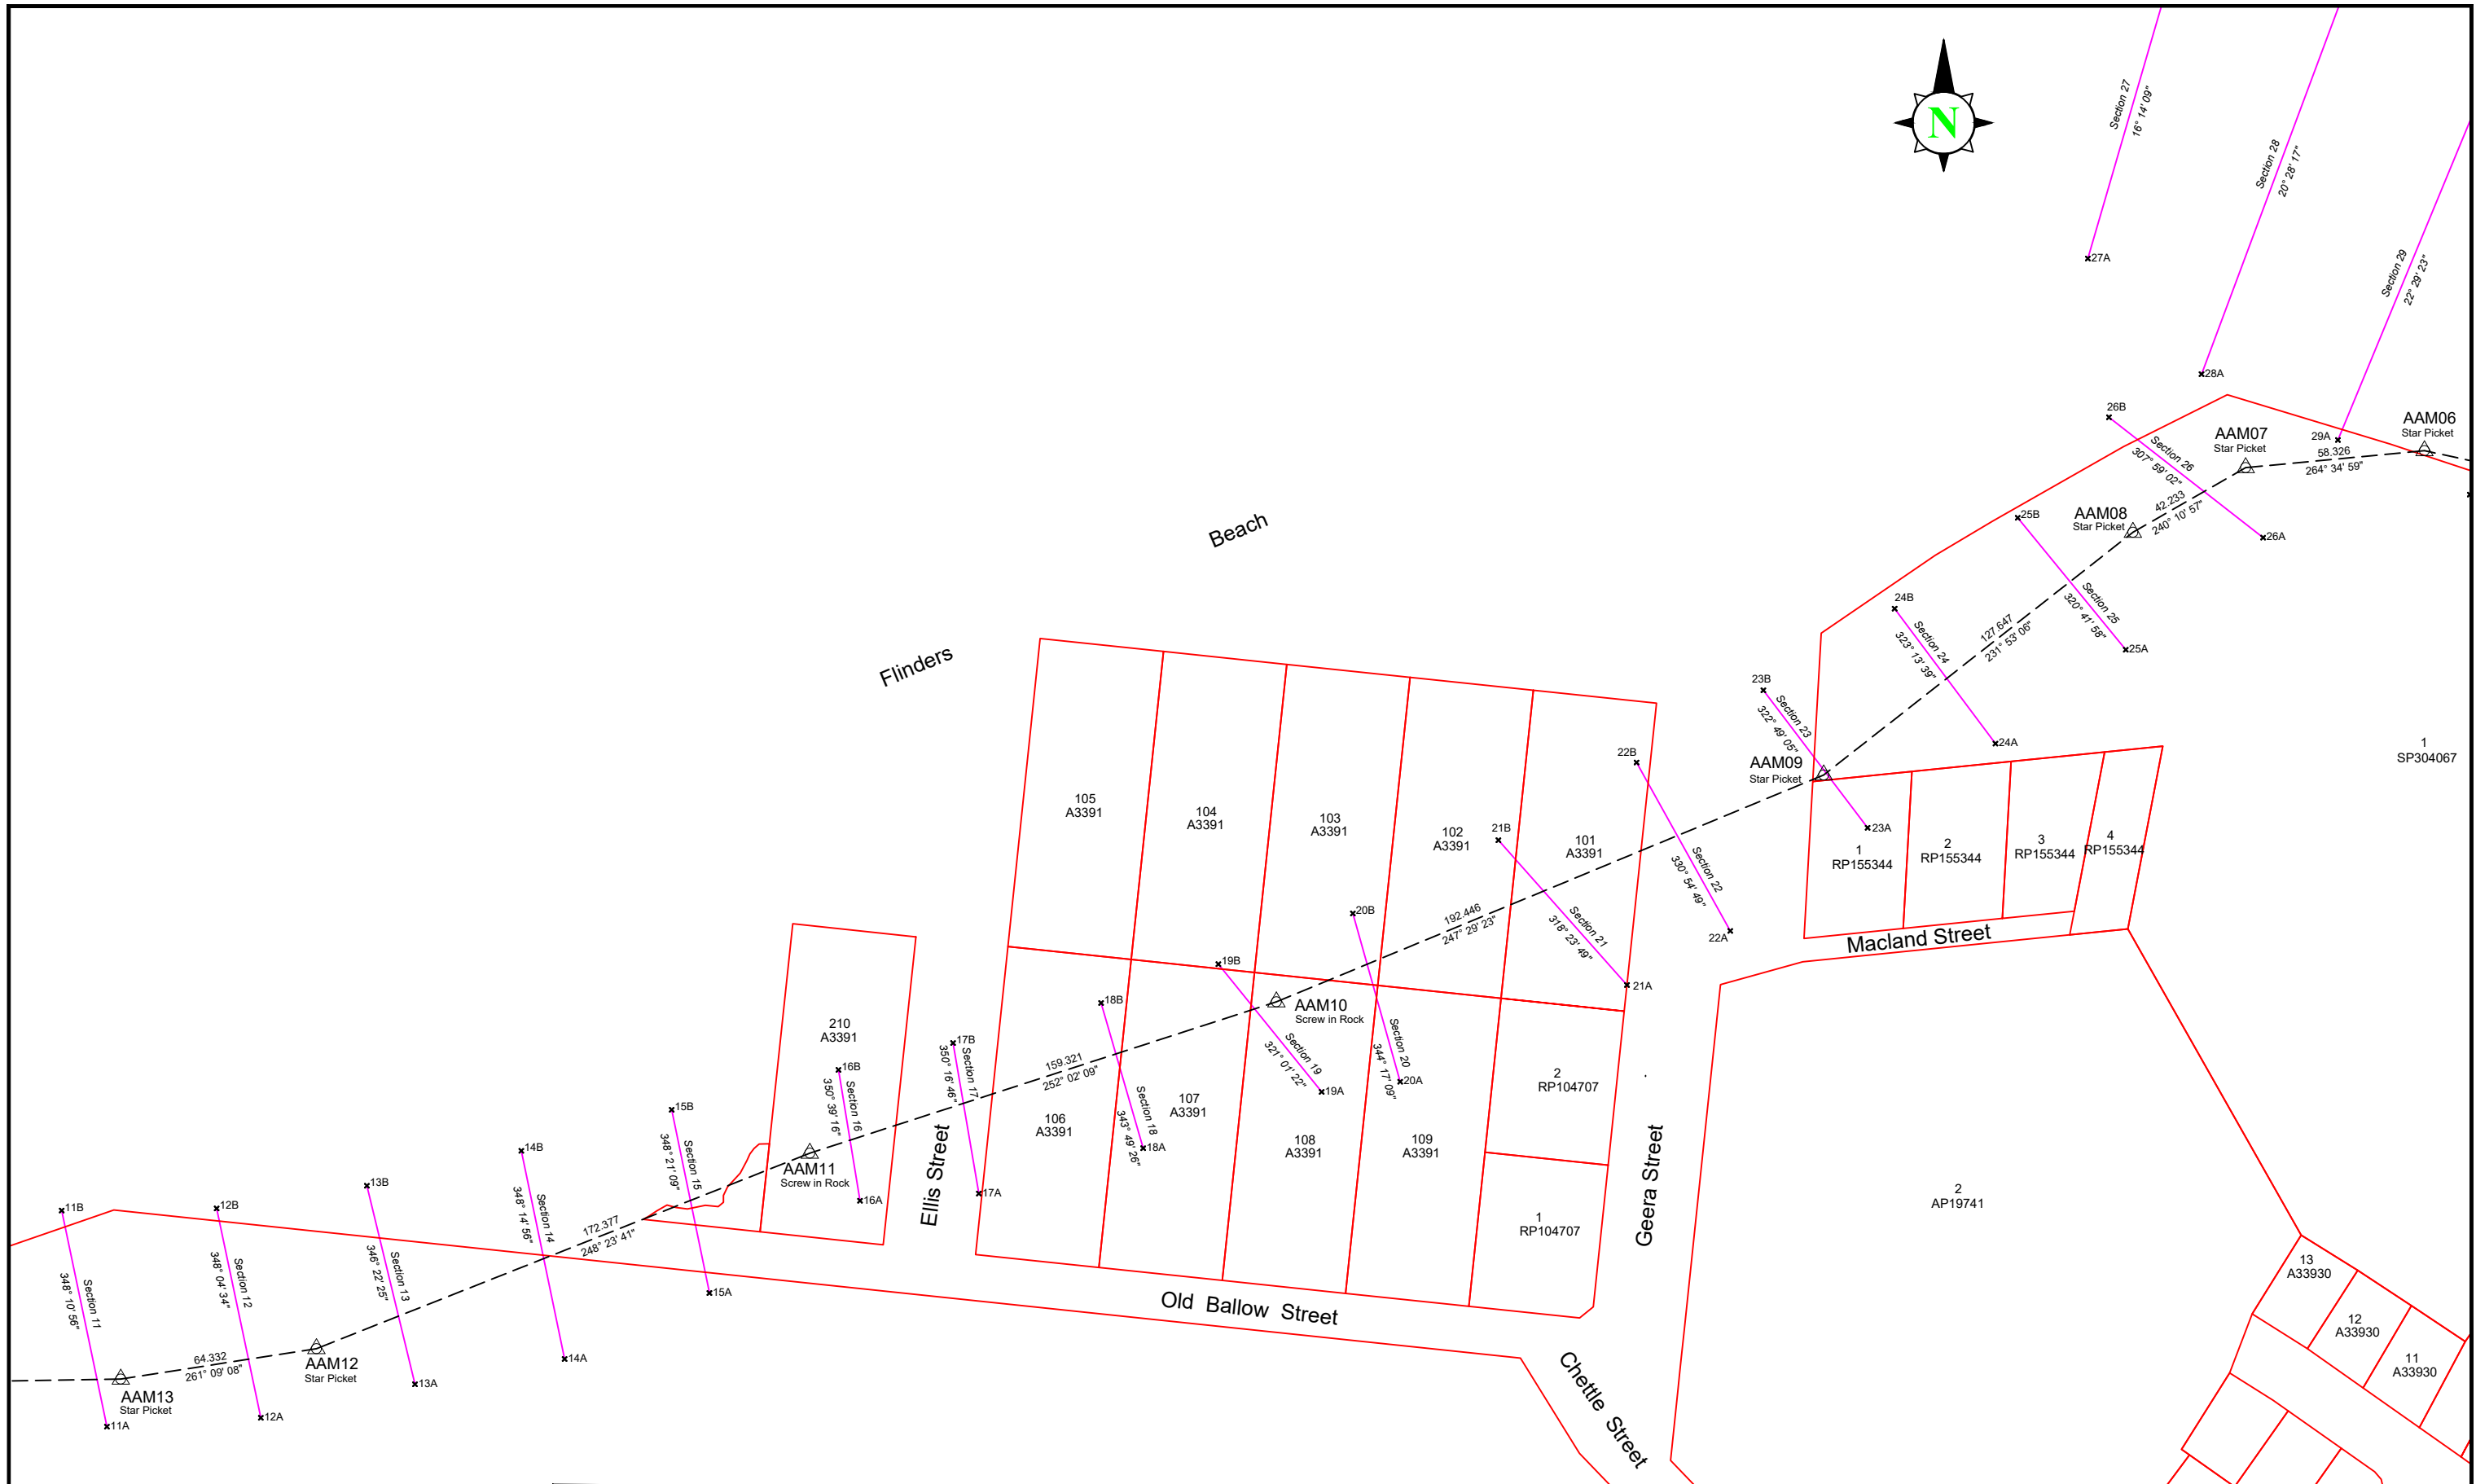 N
Section 27
16° 14' 09"
Section 28
20° 28' 17"
Section 29
22° 29' 23"
27A
28A
29A
AAM06
Star Picket
58.326
264° 34' 59"
AAM07
Star Picket
26B
Section 26
307° 59' 02"
26A
42.233
240° 10' 57"
AAM08
Star Picket
25B
Section 25
320° 41' 58"
25A
127.647
231° 53' 06"
24B
Section 24
323° 13' 39"
24A
23B
Section 23
322° 49' 05"
23A
AAM09
Star Picket
1
SP304067
Beach
Flinders
105
A3391
104
A3391
103
A3391
102
A3391
101
A3391
22B
Section 22
330° 54' 49"
22A
21B
Section 21
318° 23' 49"
21A
1
RP155344
2
RP155344
3
RP155344
4
RP155344
Macland Street
192.446
247° 29' 23"
20B
Section 20
344° 17' 09"
20A
19B
Section 19
321° 01' 22"
19A
AAM10
Screw in Rock
18B
Section 18
343° 49' 26"
18A
159.321
252° 02' 09"
17B
Section 17
350° 16' 46"
17A
210
A3391
16B
Section 16
350° 39' 16"
16A
AAM11
Screw in Rock
Ellis Street
106
A3391
107
A3391
108
A3391
109
A3391
2
RP104707
1
RP104707
Geera Street
2
AP19741
15B
Section 15
348° 21' 09"
15A
14B
Section 14
348° 14' 56"
14A
172.377
248° 23' 41"
13B
Section 13
346° 22' 25"
13A
12B
Section 12
348° 04' 34"
12A
11B
Section 11
348° 10' 56"
11A
64.332
261° 09' 08"
AAM12
Star Picket
AAM13
Star Picket
Old Ballow Street
Chettle Street
13
A33930
12
A33930
11
A33930